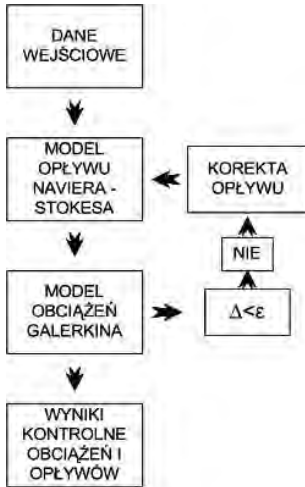 DANE
WEJŚCIOWE
MODEL
OPŁYWU
NAVIERA -
STOKESA
KOREKTA
OPŁYWU
NIE
Δ<ε
MODEL
OBCIĄŻEŃ
GALERKINA
WYNIKI
KONTROLNE
OBCIĄŻEŃ I
OPŁYWÓW